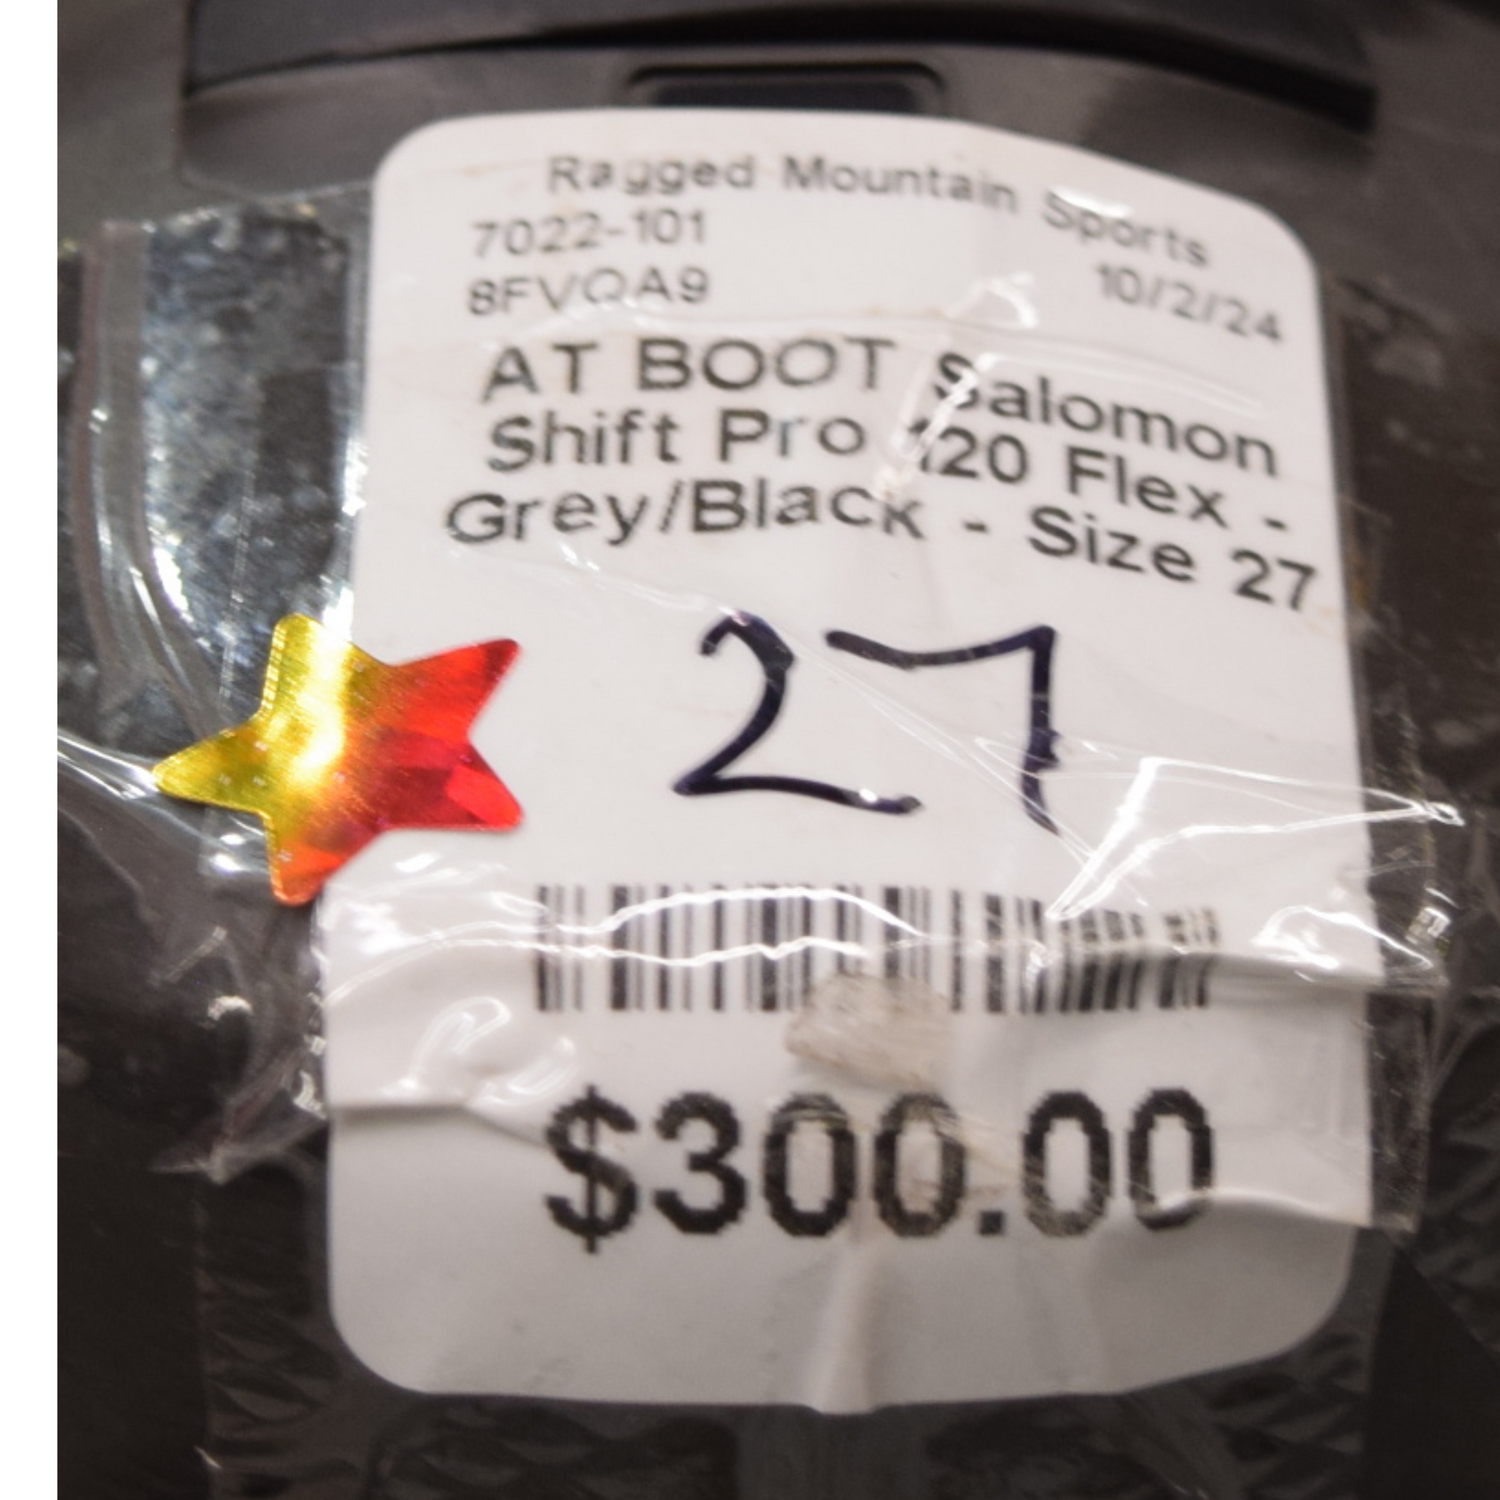 Ragged Mountain Sports
7022-101
8FVQA9 10/2/24
AT BOOT Salomon
Shift Pro 120 Flex -
Grey/Black - Size 27
27
$300.00